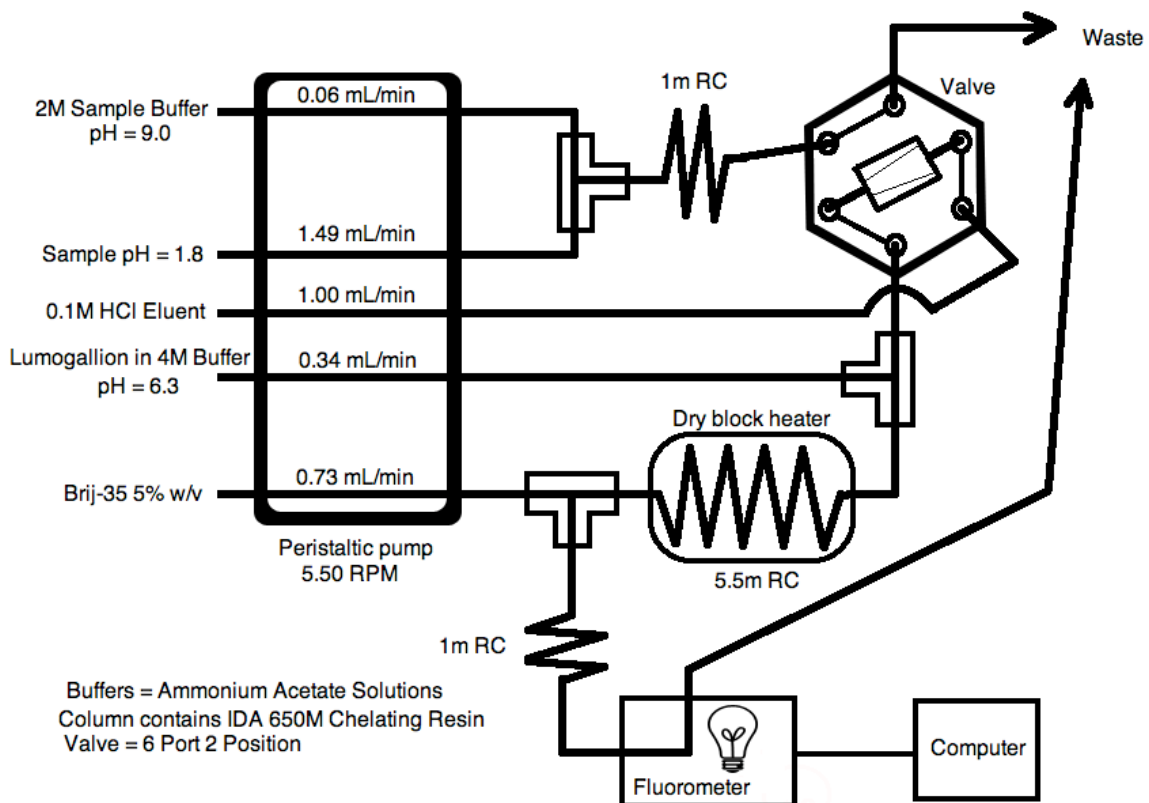 2M Sample Buffer
pH = 9.0
0.06 mL/min
1m RC
Valve
Waste
Sample pH = 1.8
1.49 mL/min
0.1M HCl Eluent
1.00 mL/min
Lumogallion in 4M Buffer
pH = 6.3
0.34 mL/min
Dry block heater
5.5m RC
Brij-35 5% w/v
0.73 mL/min
Peristaltic pump
5.50 RPM
1m RC
Buffers = Ammonium Acetate Solutions
Column contains IDA 650M Chelating Resin
Valve = 6 Port 2 Position
Fluorometer
Computer